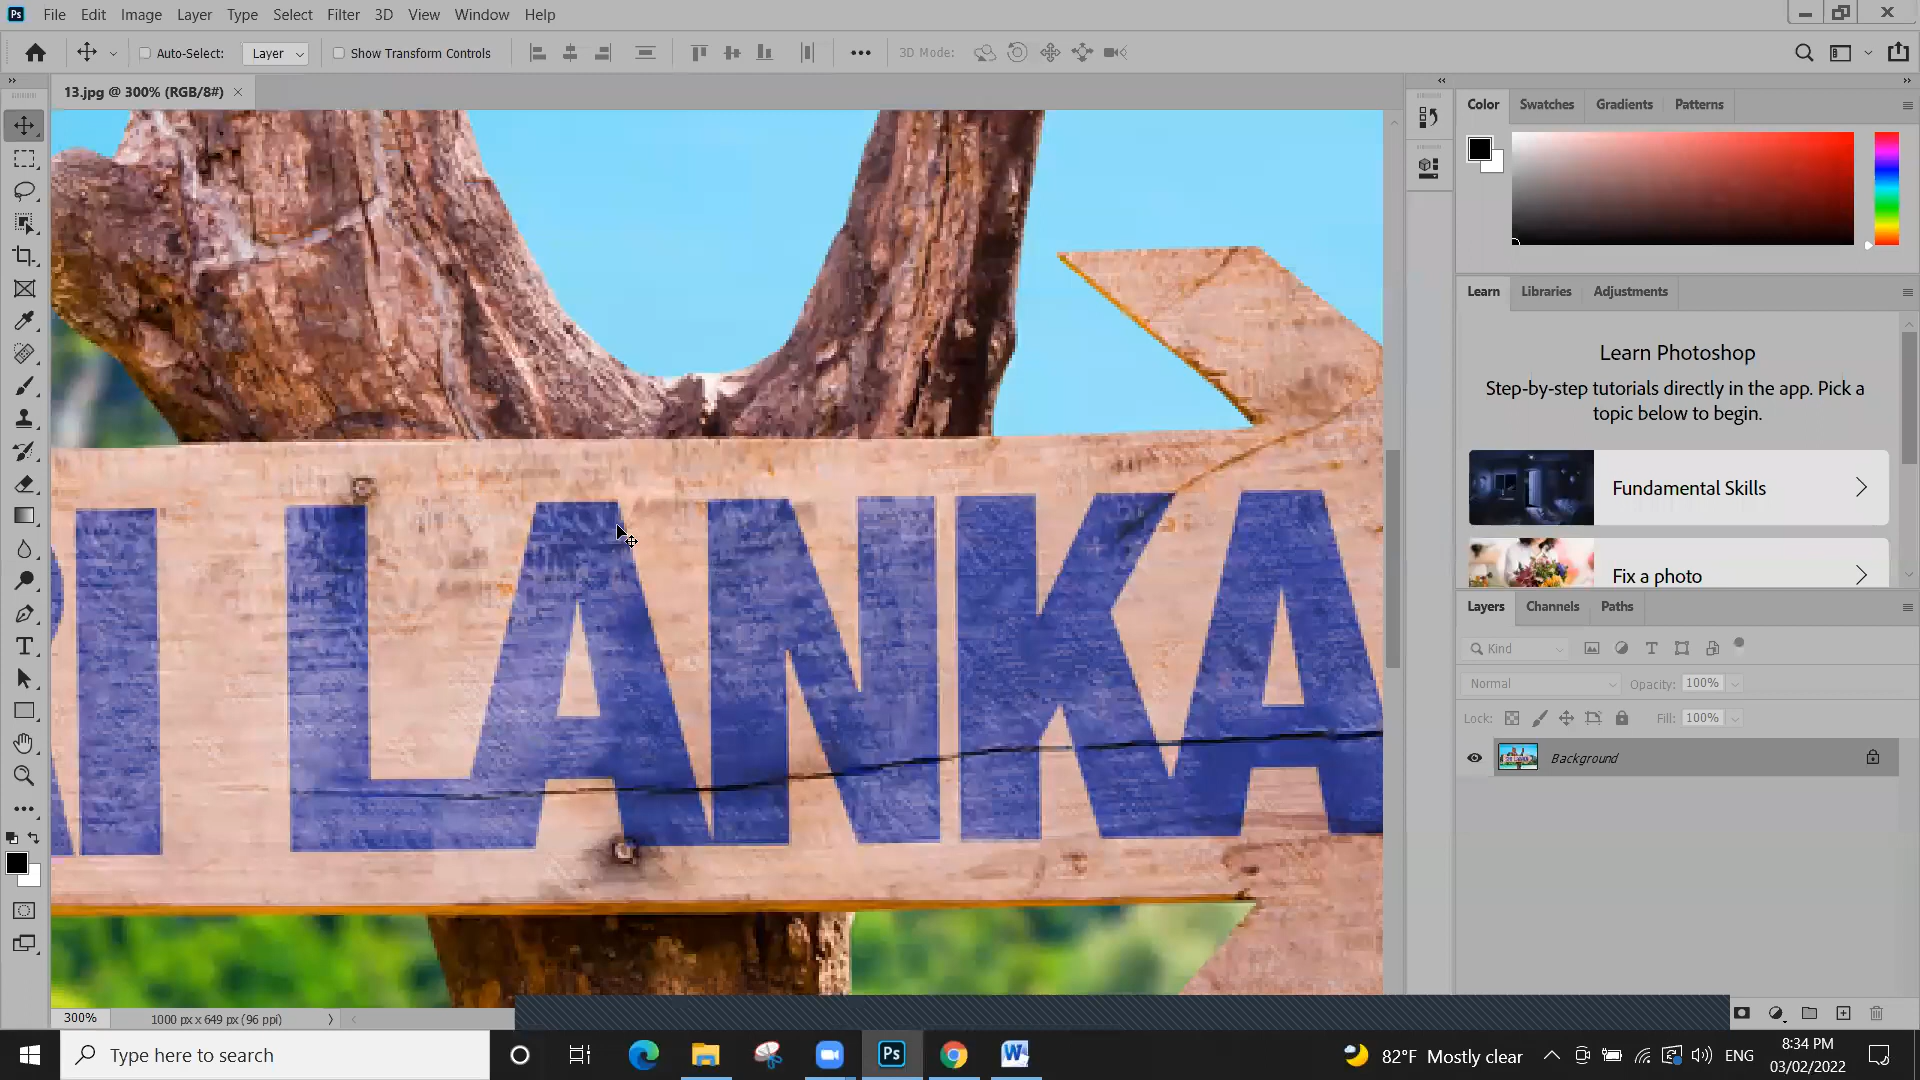 Ps File Edit Image Layer Type Select Filter 3D View Window Help
Auto-Select: Layer Show Transform Controls 3D Mode:
13.jpg @ 300% (RGB/8#)
Color Swatches Gradients Patterns
Learn Libraries Adjustments
Learn Photoshop
Step-by-step tutorials directly in the app. Pick a
topic below to begin.
Fundamental Skills
Fix a photo
RI LANKA
Layers Channels Paths
Kind
Normal Opacity: 100%
Lock: Fill: 100%
Background
300% 1000 px x 649 px (96 ppi)
Type here to search
Ps
W
82°F Mostly clear
ENG
8:34 PM
03/02/2022